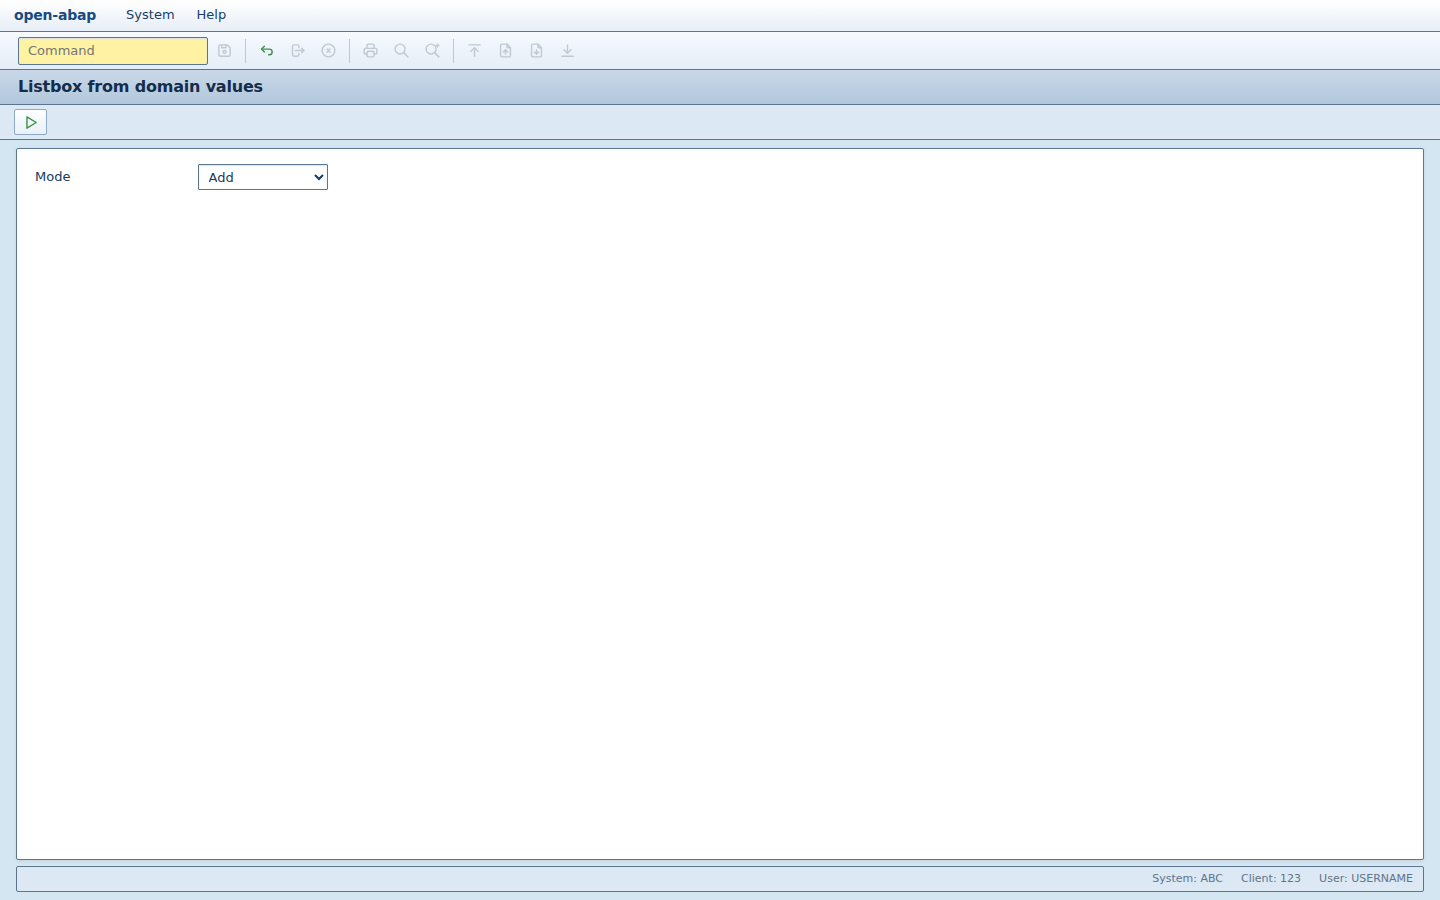 open-abap System Help
Command
Listbox from domain values
Mode Add
System: ABC Client: 123 User: USERNAME